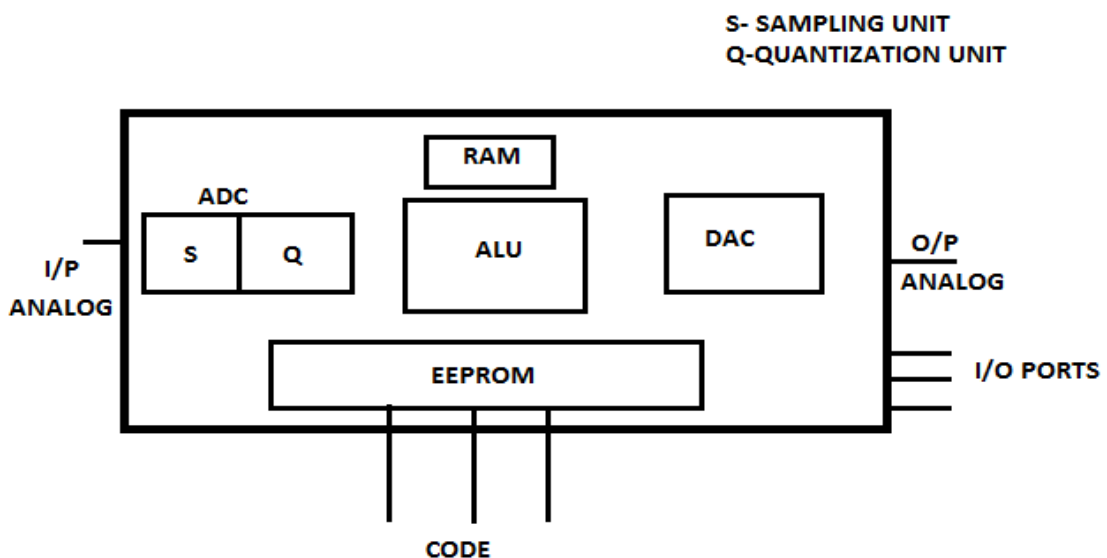 S- SAMPLING UNIT
Q-QUANTIZATION UNIT
RAM
ADC
S
Q
ALU
DAC
I/P
ANALOG
O/P
ANALOG
EEPROM
I/O PORTS
CODE